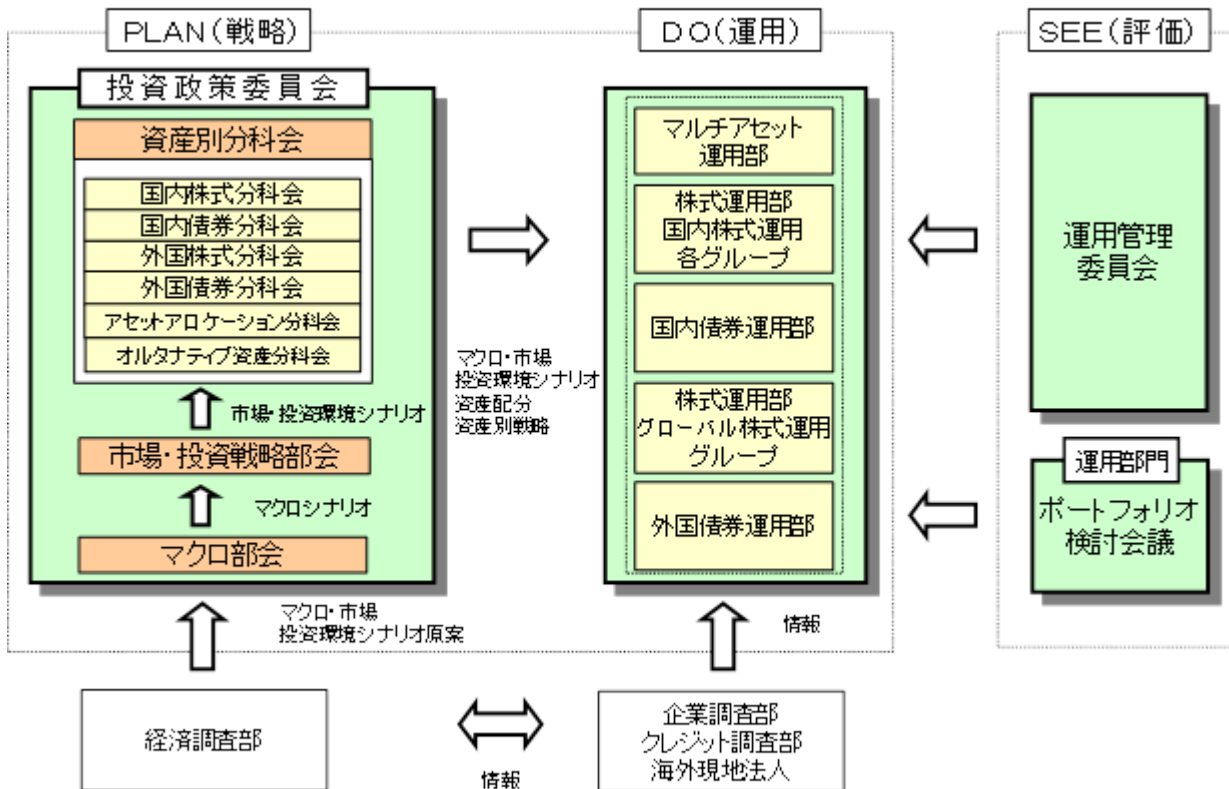 PLAN(戦略)
投資政策委員会
資産別分科会
国内株式分科会
国内債券分科会
外国株式分科会
外国債券分科会
アセットアロケーション分科会
オルタナティブ資産分科会
市場・投資環境シナリオ
市場・投資戦略部会
マクロシナリオ
マクロ部会
マクロ・市場
投資環境シナリオ原案
経済調査部
マクロ・市場
投資環境シナリオ
資産配分
資産別戦略
DO(運用)
マルチアセット
運用部
株式運用部
国内株式運用
各グループ
国内債券運用部
株式運用部
グローバル株式運用
グループ
外国債券運用部
情報
企業調査部
クレジット調査部
海外現地法人
情報
SEE(評価)
運用管理
委員会
運用部門
ポートフォリオ
検討会議